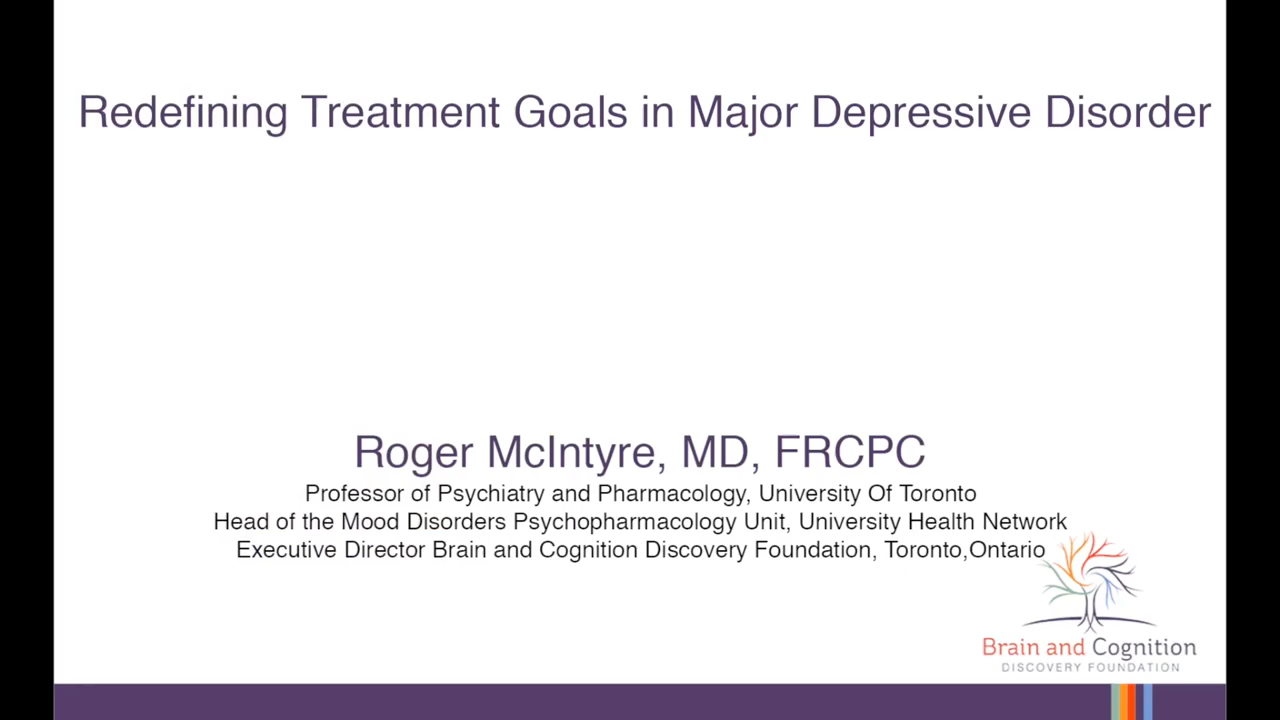 Redefining Treatment Goals in Major Depressive Disorder
Roger McIntyre, MD, FRCPC
Professor of Psychiatry and Pharmacology, University Of Toronto
Head of the Mood Disorders Psychopharmacology Unit, University Health Network
Executive Director Brain and Cognition Discovery Foundation, Toronto,Ontario
Brain and Cognition
DISCOVERY FOUNDATION